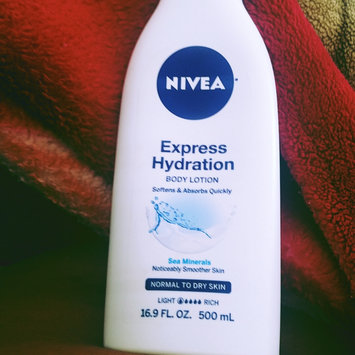 NIVEA
Express
Hydration
BODY LOTION
Softens & Absorbs Quickly
Sea Minerals
Noticeably Smoother Skin
NORMAL TO DRY SKIN
LIGHT RICH
16.9 FL. OZ. 500 mL